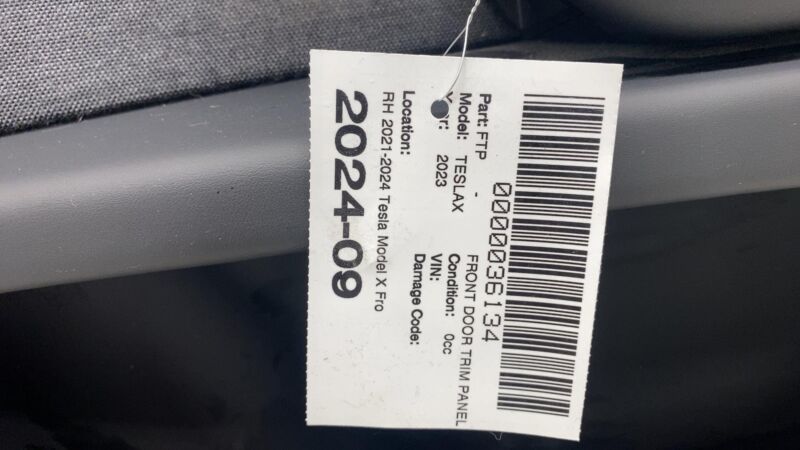 0000036134
Part: FTP - FRONT DOOR TRIM PANEL
Model: TESLAX Condition: 0cc
2023 VIN:
Location: Damage Code:
RH 2021-2024 Tesla Model X Fro
2024-09